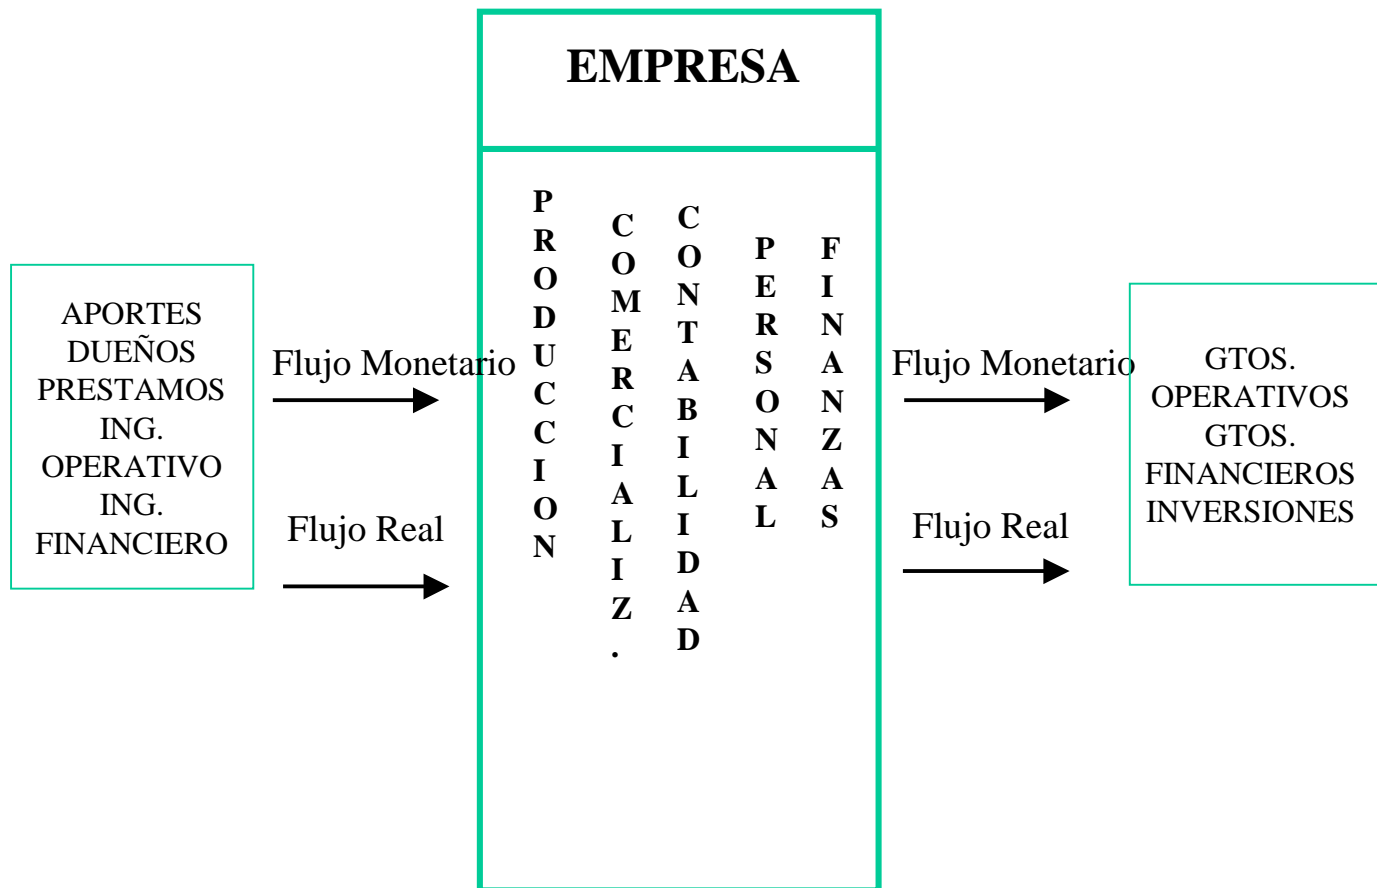 EMPRESA
APORTES
DUEÑOS
PRESTAMOS
ING.
OPERATIVO
ING.
FINANCIERO
Flujo Monetario
Flujo Real
PRODUCCION
COMERCIALIZ.
CONTABILIDAD
PERSONAL
FINANZAS
Flujo Monetario
Flujo Real
GTOS.
OPERATIVOS
GTOS.
FINANCIEROS
INVERSIONES